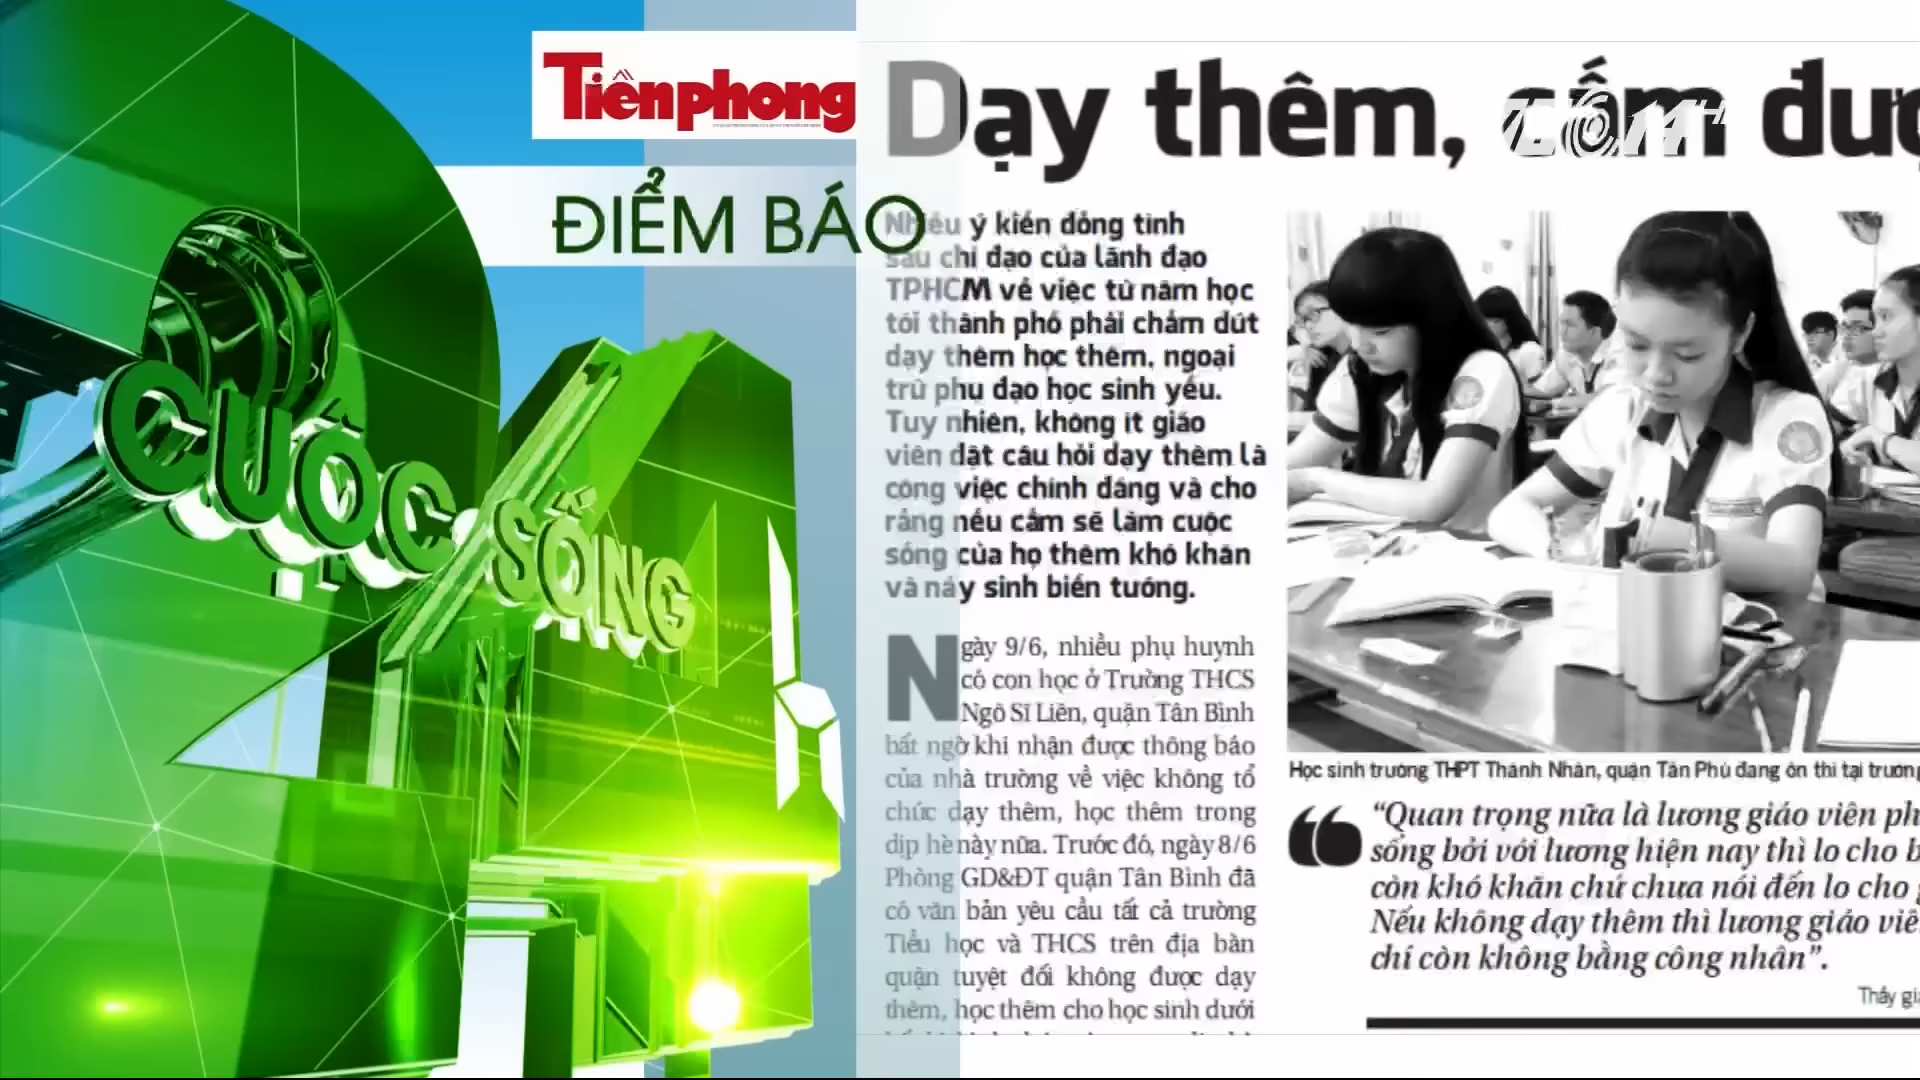 Tiềnphong
ĐIỂM BÁO
CUỘC SỐNG
24H
VTC14 HD
Dạy thêm, cấm
Nhiều ý kiến đồng tình
sau chỉ đạo của lãnh đạo
TPHCM về việc từ năm học
tới thành phố phải chấm dứt
dạy thêm học thêm, ngoại
trừ phụ đạo học sinh yếu.
Tuy nhiên, không ít giáo
viên đặt câu hỏi dạy thêm là
công việc chính đáng và cho
rằng nếu cấm sẽ làm cuộc
sống của họ thêm khó khăn
và nảy sinh biến tướng.
Ngày 9/6, nhiều phụ huynh
có con học ở Trường THCS
Ngô Sĩ Liên, quận Tân Bình
bất ngờ khi nhận được thông báo
của nhà trường về việc không tổ
chức dạy thêm, học thêm trong
dịp hè này nữa. Trước đó, ngày 8/6
Phòng GD&ĐT quận Tân Bình đã
có văn bản yêu cầu tất cả trường
Tiểu học và THCS trên địa bàn
quận tuyệt đối không được dạy
thêm, học thêm cho học sinh dưới
Học sinh trường THPT Thành Nhân, quận Tân Phú đang ôn thi tại trường
“Quan trọng nữa là lương giáo viên
sống bởi với lương hiện nay thì lo cho
còn khó khăn chứ chưa nói đến lo cho
Nếu không dạy thêm thì lương giáo
chí còn không bằng công nhân”.
Thầy